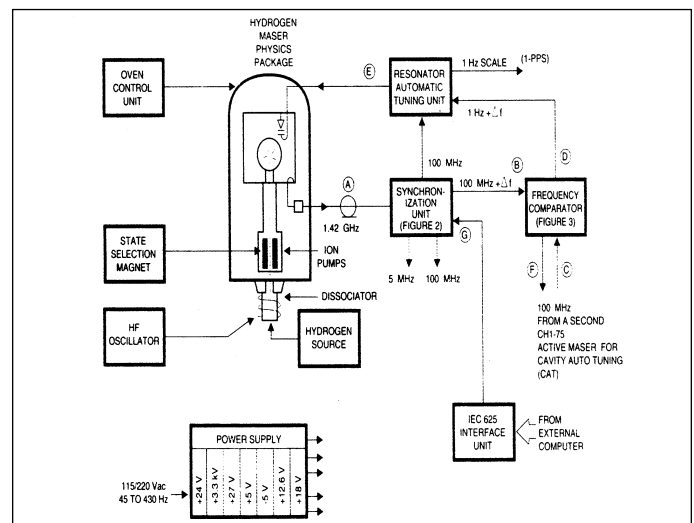 HYDROGEN
MASER
PHYSICS
PACKAGE
OVEN
CONTROL
UNIT
E
RESONATOR
AUTOMATIC
TUNING UNIT
1 Hz SCALE
(1-PPS)
1 Hz + Δf
D
100 MHz
B
100 MHz + Δf
A
1.42 GHz
SYNCHRON-
IZATION
UNIT
(FIGURE 2)
FREQUENCY
COMPARATOR
(FIGURE 3)
G
STATE
SELECTION
MAGNET
ION
PUMPS
5 MHz
100 MHz
F
C
DISSOCIATOR
HF
OSCILLATOR
HYDROGEN
SOURCE
100 MHz
FROM A SECOND
CH1-75
ACTIVE MASER FOR
CAVITY AUTO TUNING
(CAT)
IEC 625
INTERFACE
UNIT
FROM
EXTERNAL
COMPUTER
POWER SUPPLY
115/220 Vac
45 TO 430 Hz
+24 V
+3.3 kV
+27 V
+5 V
-5 V
+12.6 V
+18 V